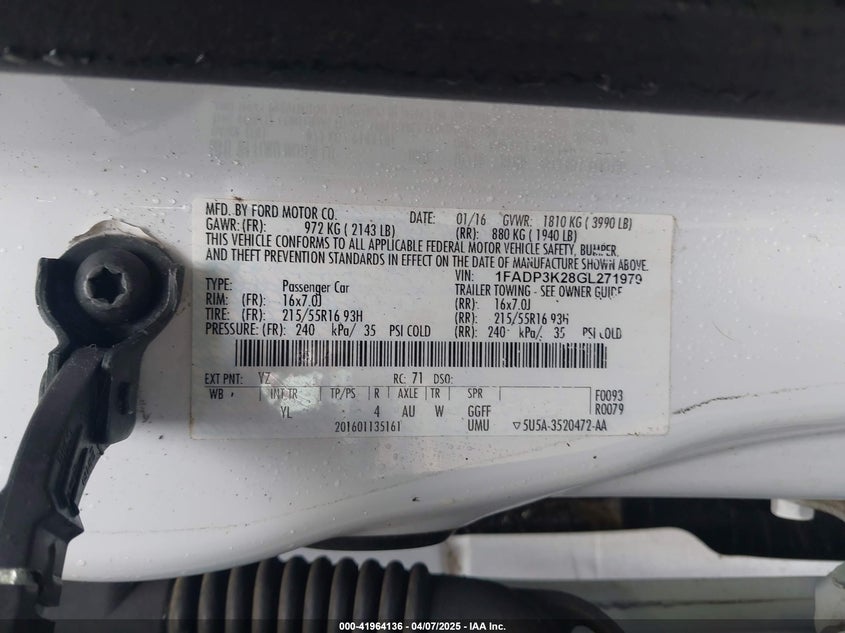 MFD. BY FORD MOTOR CO. DATE: 01/16 GVWR: 1810 KG ( 3990 LB)
GAWR: (FR): 972 KG ( 2143 LB) (RR): 880 KG ( 1940 LB)
THIS VEHICLE CONFORMS TO ALL APPLICABLE FEDERAL MOTOR VEHICLE SAFETY, BUMPER,
AND THEFT PREVENTION STANDARDS IN EFFECT ON THE DATE OF MANUFACTURE SHOWN ABOVE.
VIN: 1FADP3K28GL271979
TYPE: Passenger Car TRAILER TOWING - SEE OWNER GUIDE
RIM: (FR): 16x7.0J (RR): 16x7.0J
TIRE: (FR): 215/55R16 93H (RR): 215/55R16 93H
PRESSURE: (FR): 240 kPa/ 35 PSI COLD (RR): 240 kPa/ 35 PSI COLD
EXT PNT: YZ RC: 71 DSO:
WB INT TR TP/PS R AXLE TR SPR F0093
YL 4 AU W GGFF R0079
201601135161 UMU ▽5U5A-3520472-AA
000-41964136 - 04/07/2025 - IAA Inc.